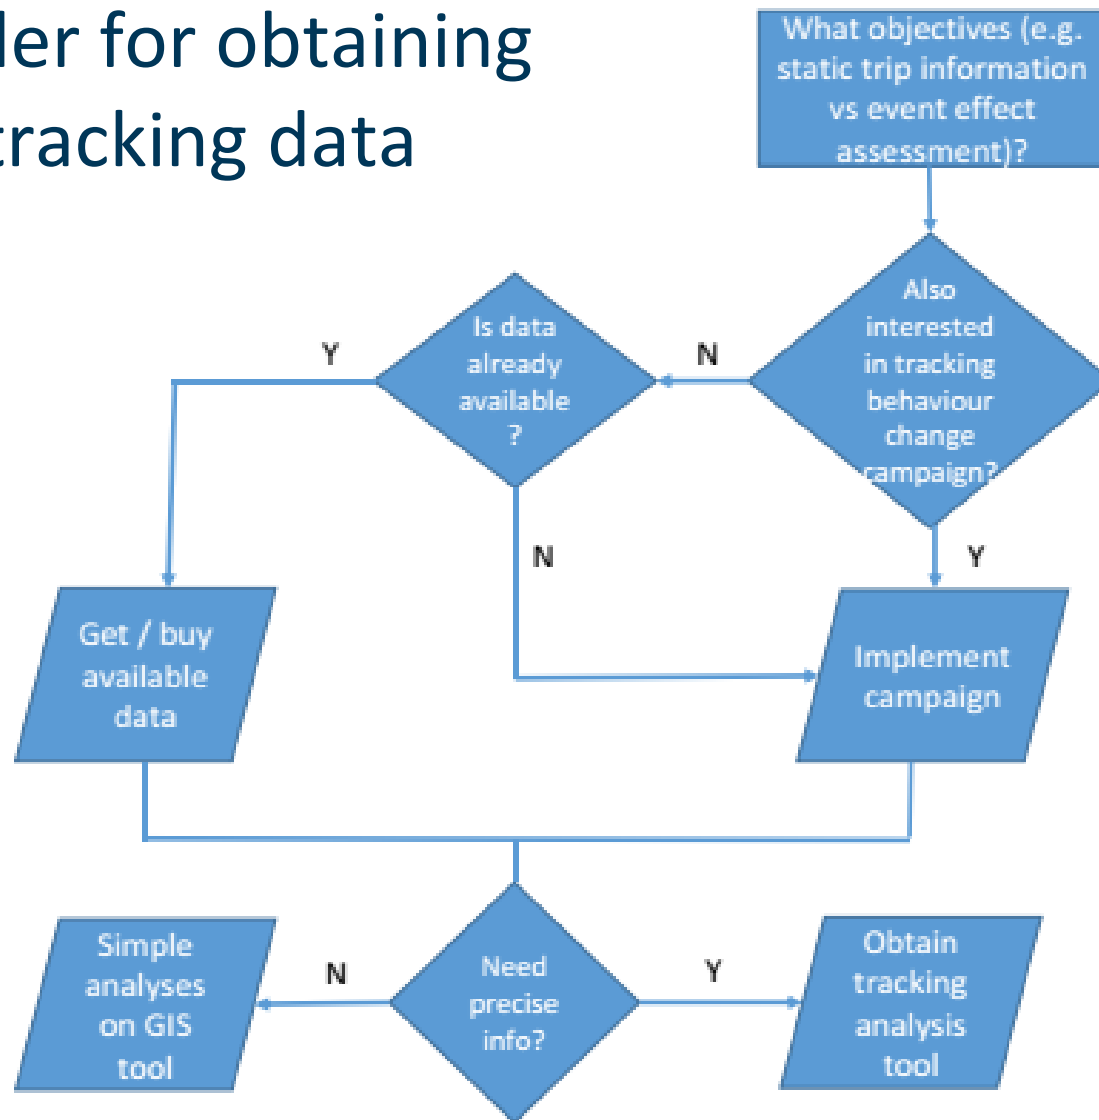 ler for obtaining
tracking data
What objectives (e.g.
static trip information
vs event effect
assessment)?
Also
interested
in tracking
behaviour
change
campaign?
Is data
already
available
?
Y
N
N
Y
Get / buy
available
data
Implement
campaign
Need
precise
info?
N
Y
Simple
analyses
on GIS
tool
Obtain
tracking
analysis
tool